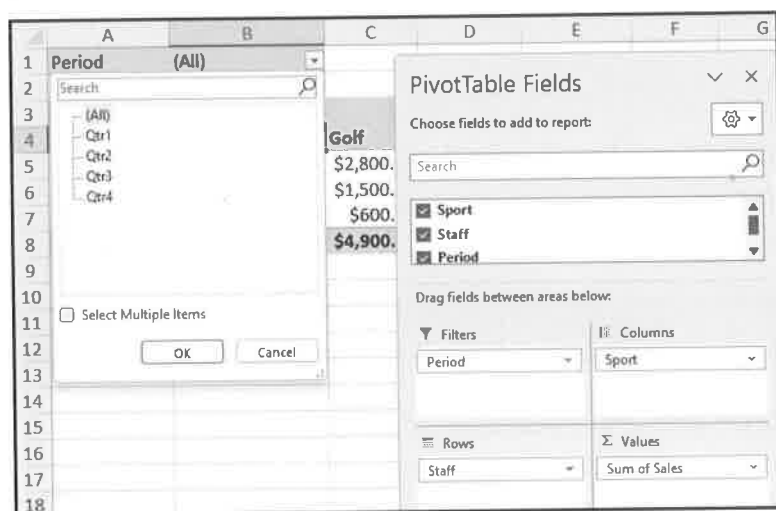 A B C D E F G
1 Period (All)
2 Search
3 (All)
4 Qtr1 Golf
5 Qtr2 $2,800.
6 Qtr3 $1,500.
7 Qtr4 $600.
8 $4,900.
9
10
11 Select Multiple Items
12 OK Cancel
13
14
15
16
17
18
PivotTable Fields
Choose fields to add to report:
Search
Sport
Staff
Period
Drag fields between areas below:
Filters
Period
Columns
Sport
Rows
Staff
Σ Values
Sum of Sales